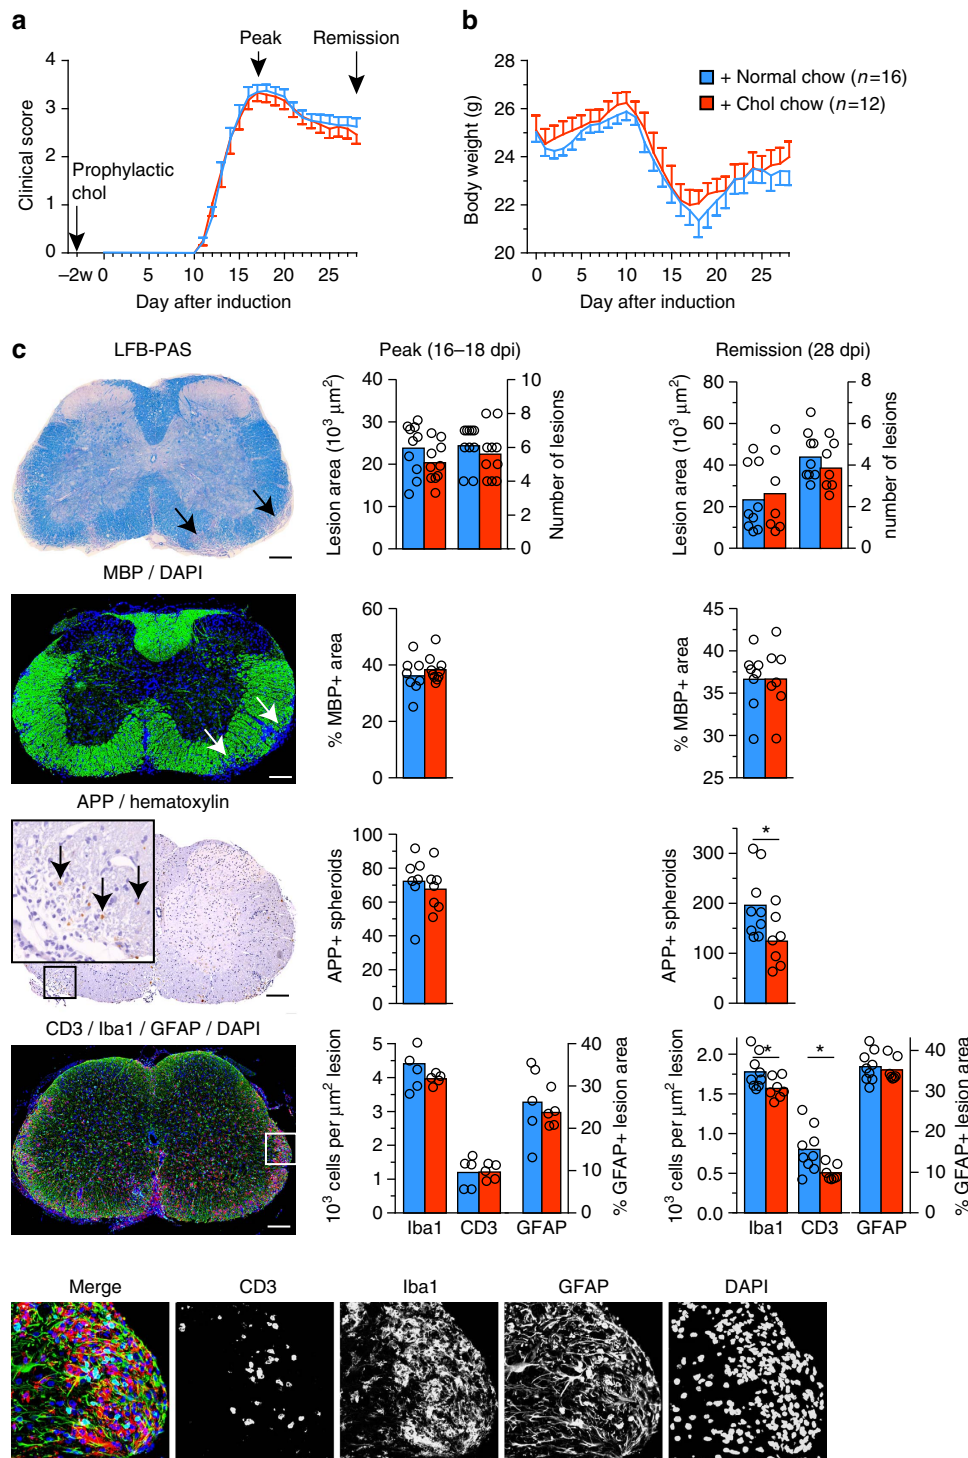 a
Peak
Remission
Prophylactic
chol
Clinical score
4
3
2
1
0
–2w 0 5 10 15 20 25
Day after induction
b
+ Normal chow (n=16)
+ Chol chow (n=12)
Body weight (g)
28
26
24
22
20
0 5 10 15 20 25
Day after induction
c
LFB-PAS
Peak (16–18 dpi)
Remission (28 dpi)
Lesion area (10³ μm²)
40
30
20
10
0
10
8
6
4
2
0
Number of lesions
Lesion area (10³ μm²)
80
60
40
20
0
8
6
4
2
0
number of lesions
MBP / DAPI
% MBP+ area
60
40
20
0
% MBP+ area
45
40
35
30
25
APP / hematoxylin
APP+ spheroids
100
80
60
40
20
0
APP+ spheroids
300
200
100
0
*
CD3 / Iba1 / GFAP / DAPI
10³ cells per μm² lesion
5
4
3
2
1
0
40
30
20
10
0
% GFAP+ lesion area
Iba1 CD3 GFAP
10³ cells per μm² lesion
2.0
1.5
1.0
0.5
0.0
* *
40
30
20
10
0
% GFAP+ lesion area
Iba1 CD3 GFAP
Merge CD3 Iba1 GFAP DAPI